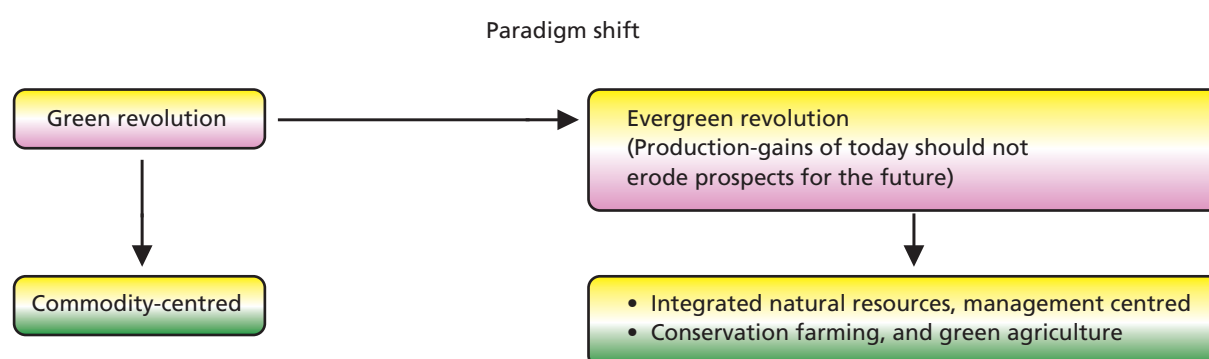 Paradigm shift
Green revolution
Evergreen revolution
(Production-gains of today should not
erode prospects for the future)
Commodity-centred
• Integrated natural resources, management centred
• Conservation farming, and green agriculture